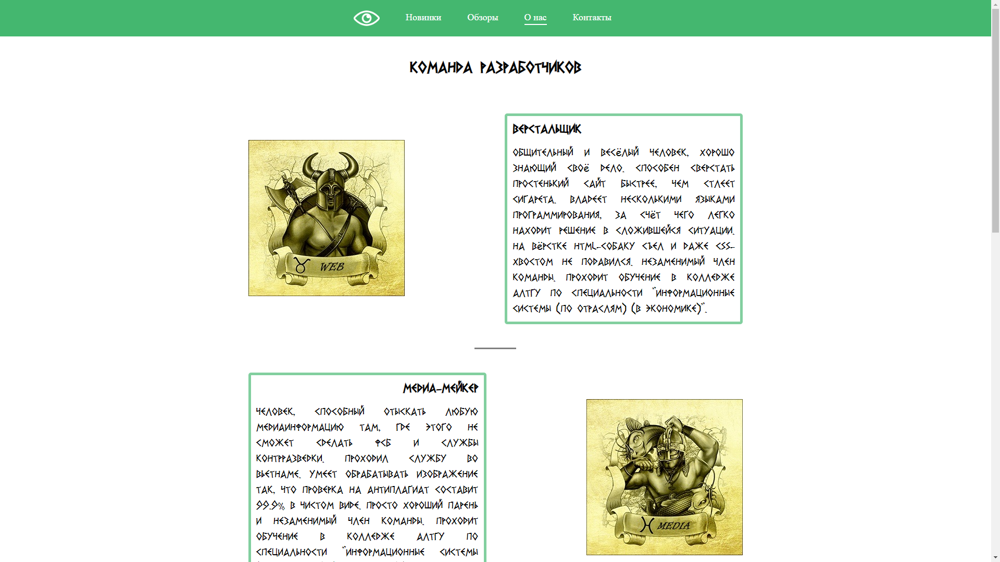 Новинки
Обзоры
О нас
Контакты
КОМАНДА РАЗРАБОТЧИКОВ
ВЕРСТАЛЬЩИК
ОБЩИТЕЛЬНЫЙ И ВЕСёЛЫЙ ЧЕЛОВЕК, ХОРОШО
ЗНАЮЩИЙ СВОё ДЕЛО. СПОСОБЕН СВЕРСТАТЬ
ПРОСТЕНЬКИЙ САЙТ БЫСТРЕЕ, ЧЕМ СТЛЕЕТ
СИГАРЕТА. ВЛАДЕЕТ НЕСКОЛЬКИМИ ЯЗЫКАМИ
ПРОГРАММИРОВАНИЯ, ЗА СЧёТ ЧЕГО ЛЕГКО
НАХОДИТ РЕШЕНИЕ В СЛОЖИВШЕЙСЯ СИТУАЦИИ.
НА ВёРСТКЕ HTML-СОБАКУ СЪЕЛ И ДАЖЕ CSS-
ХВОСТОМ НЕ ПОДАВИЛСЯ. НЕЗАМЕНИМЫЙ ЧЛЕН
КОМАНДЫ. ПРОХОДИТ ОБУЧЕНИЕ В КОЛЛЕДЖЕ
АЛТГУ ПО СПЕЦИАЛЬНОСТИ "ИНФОРМАЦИОННЫЕ
СИСТЕМЫ (ПО ОТРАСЛЯМ) (В ЭКОНОМИКЕ)".
WEB
МЕДИА-МЕЙКЕР
ЧЕЛОВЕК, СПОСОБНЫЙ ОТЫСКАТЬ ЛЮБУЮ
МЕДИАИНФОРМАЦИЮ ТАМ, ГДЕ ЭТОГО НЕ
СМОЖЕТ СДЕЛАТЬ ФСБ И СЛУЖБЫ
КОНТРРАЗВЕДКИ. ПРОХОДИЛ СЛУЖБУ ВО
ВЬЕТНАМЕ. УМЕЕТ ОБРАБАТЫВАТЬ ИЗОБРАЖЕНИЕ
ТАК, ЧТО ПРОВЕРКА НА АНТИПЛАГИАТ СОСТАВИТ
99.9% В ЧИСТОМ ВИДЕ. ПРОСТО ХОРОШИЙ ПАРЕНЬ
И НЕЗАМЕНИМЫЙ ЧЛЕН КОМАНДЫ. ПРОХОДИТ
ОБУЧЕНИЕ В КОЛЛЕДЖЕ АЛТГУ ПО
СПЕЦИАЛЬНОСТИ "ИНФОРМАЦИОННЫЕ СИСТЕМЫ
MEDIA